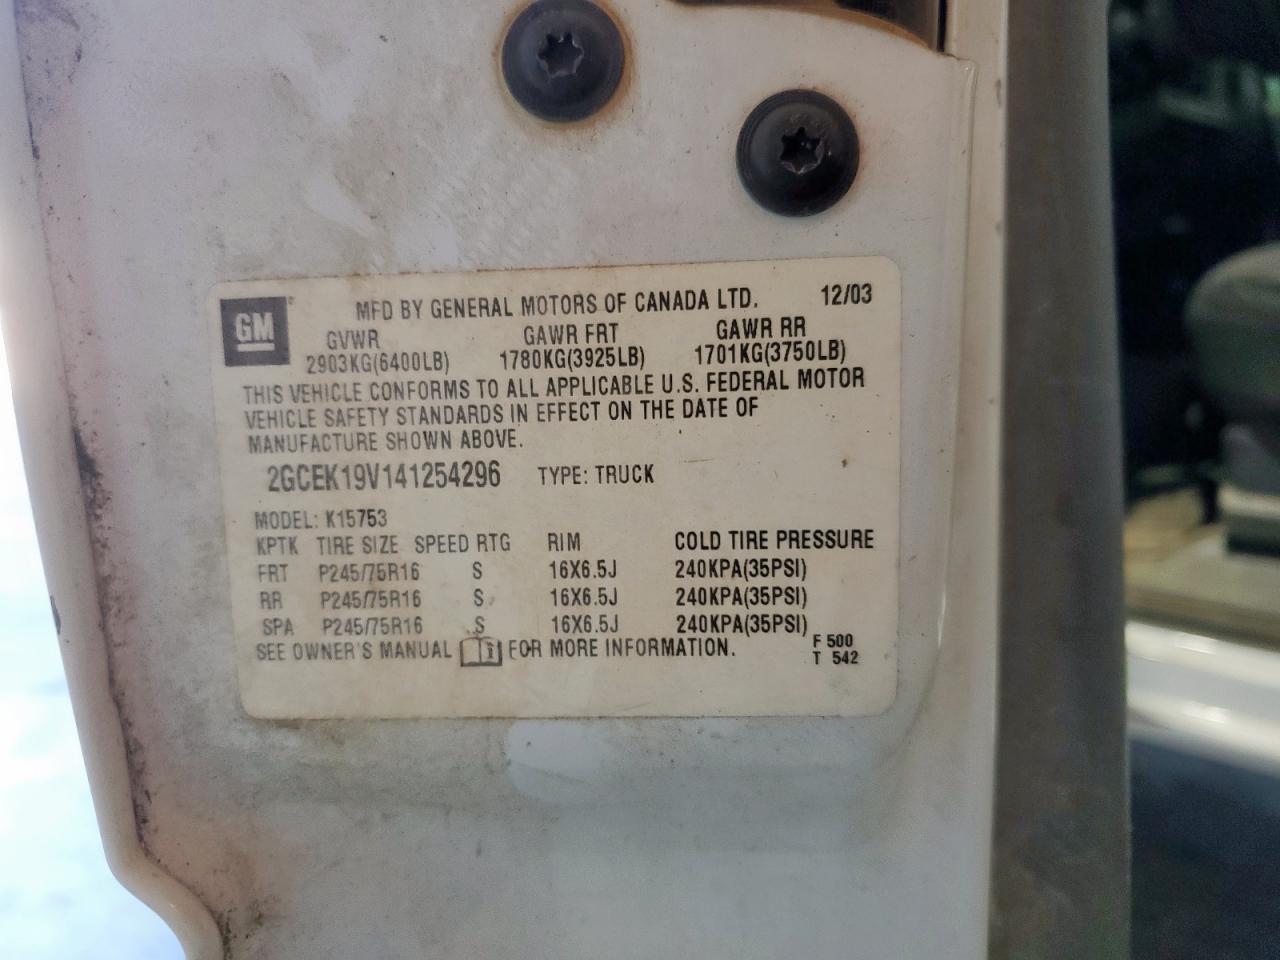 GM ® MFD BY GENERAL MOTORS OF CANADA LTD. 12/03
GVWR GAWR FRT GAWR RR
2903KG(6400LB) 1780KG(3925LB) 1701KG(3750LB)
THIS VEHICLE CONFORMS TO ALL APPLICABLE U.S. FEDERAL MOTOR
VEHICLE SAFETY STANDARDS IN EFFECT ON THE DATE OF
MANUFACTURE SHOWN ABOVE.
2GCEK19V141254296 TYPE: TRUCK
MODEL: K15753
KPTK TIRE SIZE SPEED RTG RIM COLD TIRE PRESSURE
FRT P245/75R16 S 16X6.5J 240KPA(35PSI)
RR P245/75R16 S 16X6.5J 240KPA(35PSI)
SPA P245/75R16 S 16X6.5J 240KPA(35PSI)
SEE OWNER'S MANUAL i FOR MORE INFORMATION. F 500
T 542